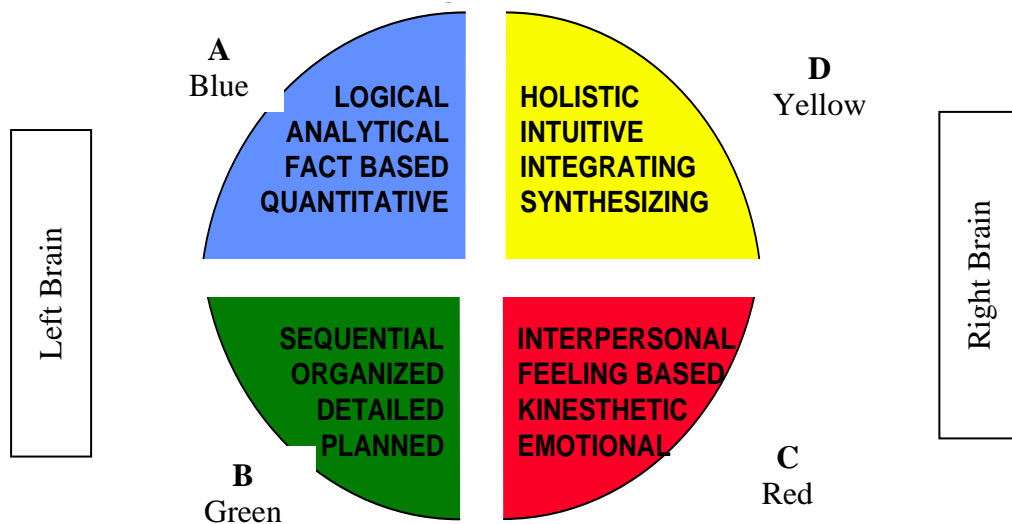 A
Blue
LOGICAL
ANALYTICAL
FACT BASED
QUANTITATIVE
HOLISTIC
INTUITIVE
INTEGRATING
SYNTHESIZING
D
Yellow
Left Brain
Right Brain
SEQUENTIAL
ORGANIZED
DETAILED
PLANNED
B
Green
INTERPERSONAL
FEELING BASED
KINESTHETIC
EMOTIONAL
C
Red